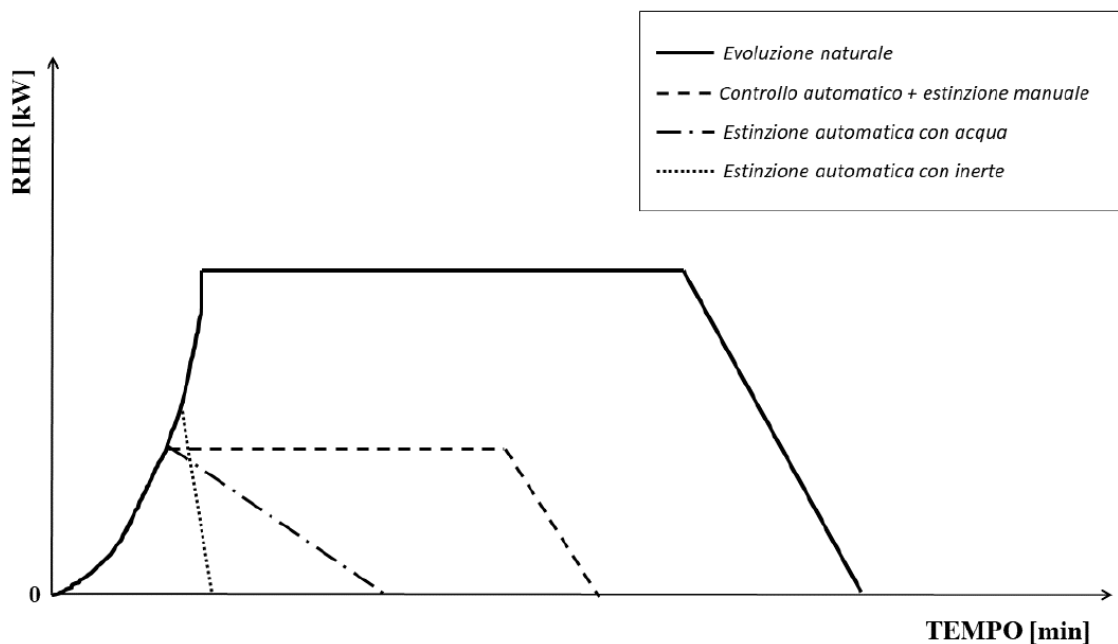 RHR [kW]
Evoluzione naturale
Controllo automatico + estinzione manuale
Estinzione automatica con acqua
Estinzione automatica con inerte
0
TEMPO [min]